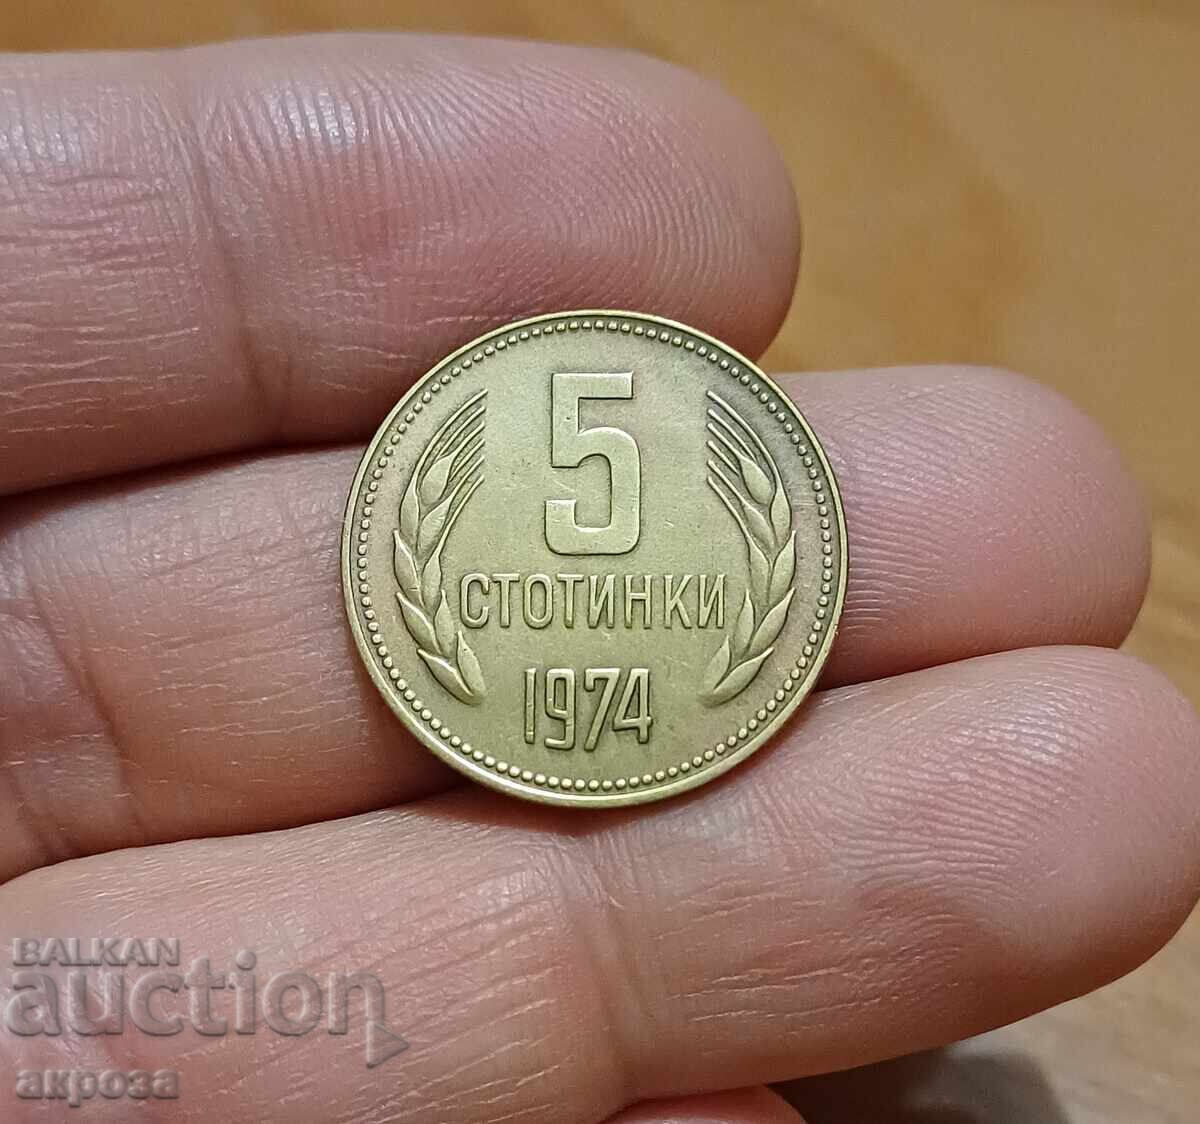 5
СТОТИНКИ
1974
BALKAN
auction
акроза